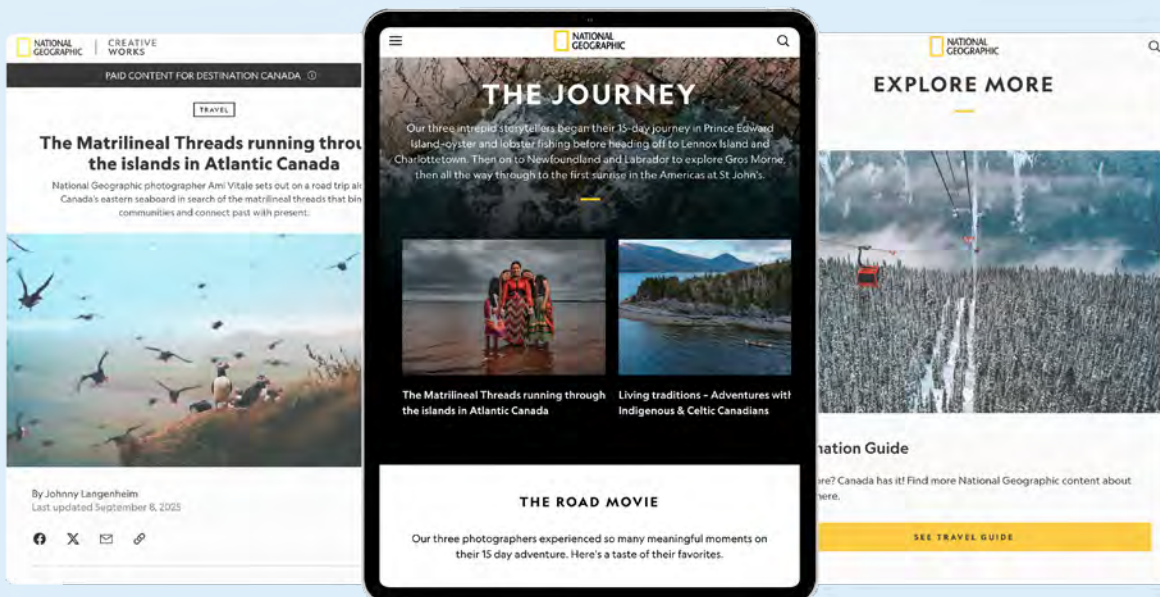 NATIONAL
GEOGRAPHIC
CREATIVE
WORKS
PAID CONTENT FOR DESTINATION CANADA
TRAVEL
The Matrilineal Threads running throu
the islands in Atlantic Canada
National Geographic photographer Ami Vitale sets out on a road trip alo
Canada's eastern seaboard in search of the matrilineal threads that bin
communities and connect past with present.
By Johnny Langenheim
Last updated September 8, 2025
NATIONAL
GEOGRAPHIC
THE JOURNEY
Our three intrepid storytellers began their 15-day journey in Prince Edward
Island-oyster and lobster fishing before heading off to Lennox Island and
Charlottetown. Then on to Newfoundland and Labrador to explore Gros Morne,
then all the way through to the first sunrise in the Americas at St John's.
The Matrilineal Threads running through
the islands in Atlantic Canada
Living traditions - Adventures with
Indigenous & Celtic Canadians
THE ROAD MOVIE
Our three photographers experienced so many meaningful moments on
their 15 day adventure. Here's a taste of their favorites.
NATIONAL
GEOGRAPHIC
EXPLORE MORE
nation Guide
re? Canada has it! Find more National Geographic content about
here.
SEE TRAVEL GUIDE